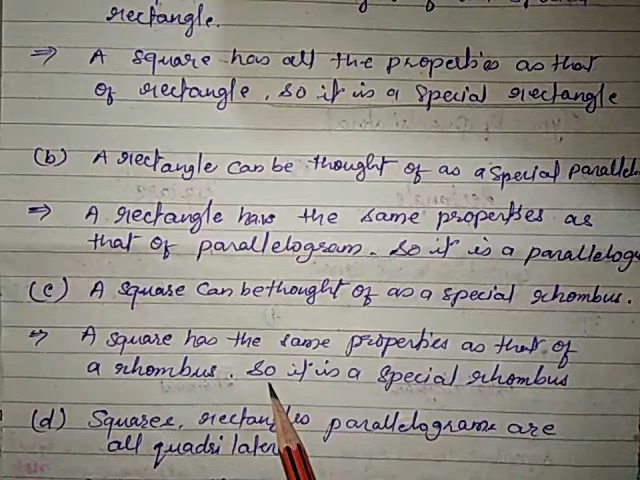 rectangle.
⇒ A square has all the properties as that
of rectangle. so it is a special rectangle
(b) A rectangle can be thought of as a special parallel
⇒ A rectangle has the same properties as
that of parallelogram. So it is a parallelog
(c) A square can be thought of as a special rhombus.
⇒ A square has the same properties as that of
a rhombus. So it is a special rhombus
(d) Squares, rectangles parallelograms are
all quadrilater